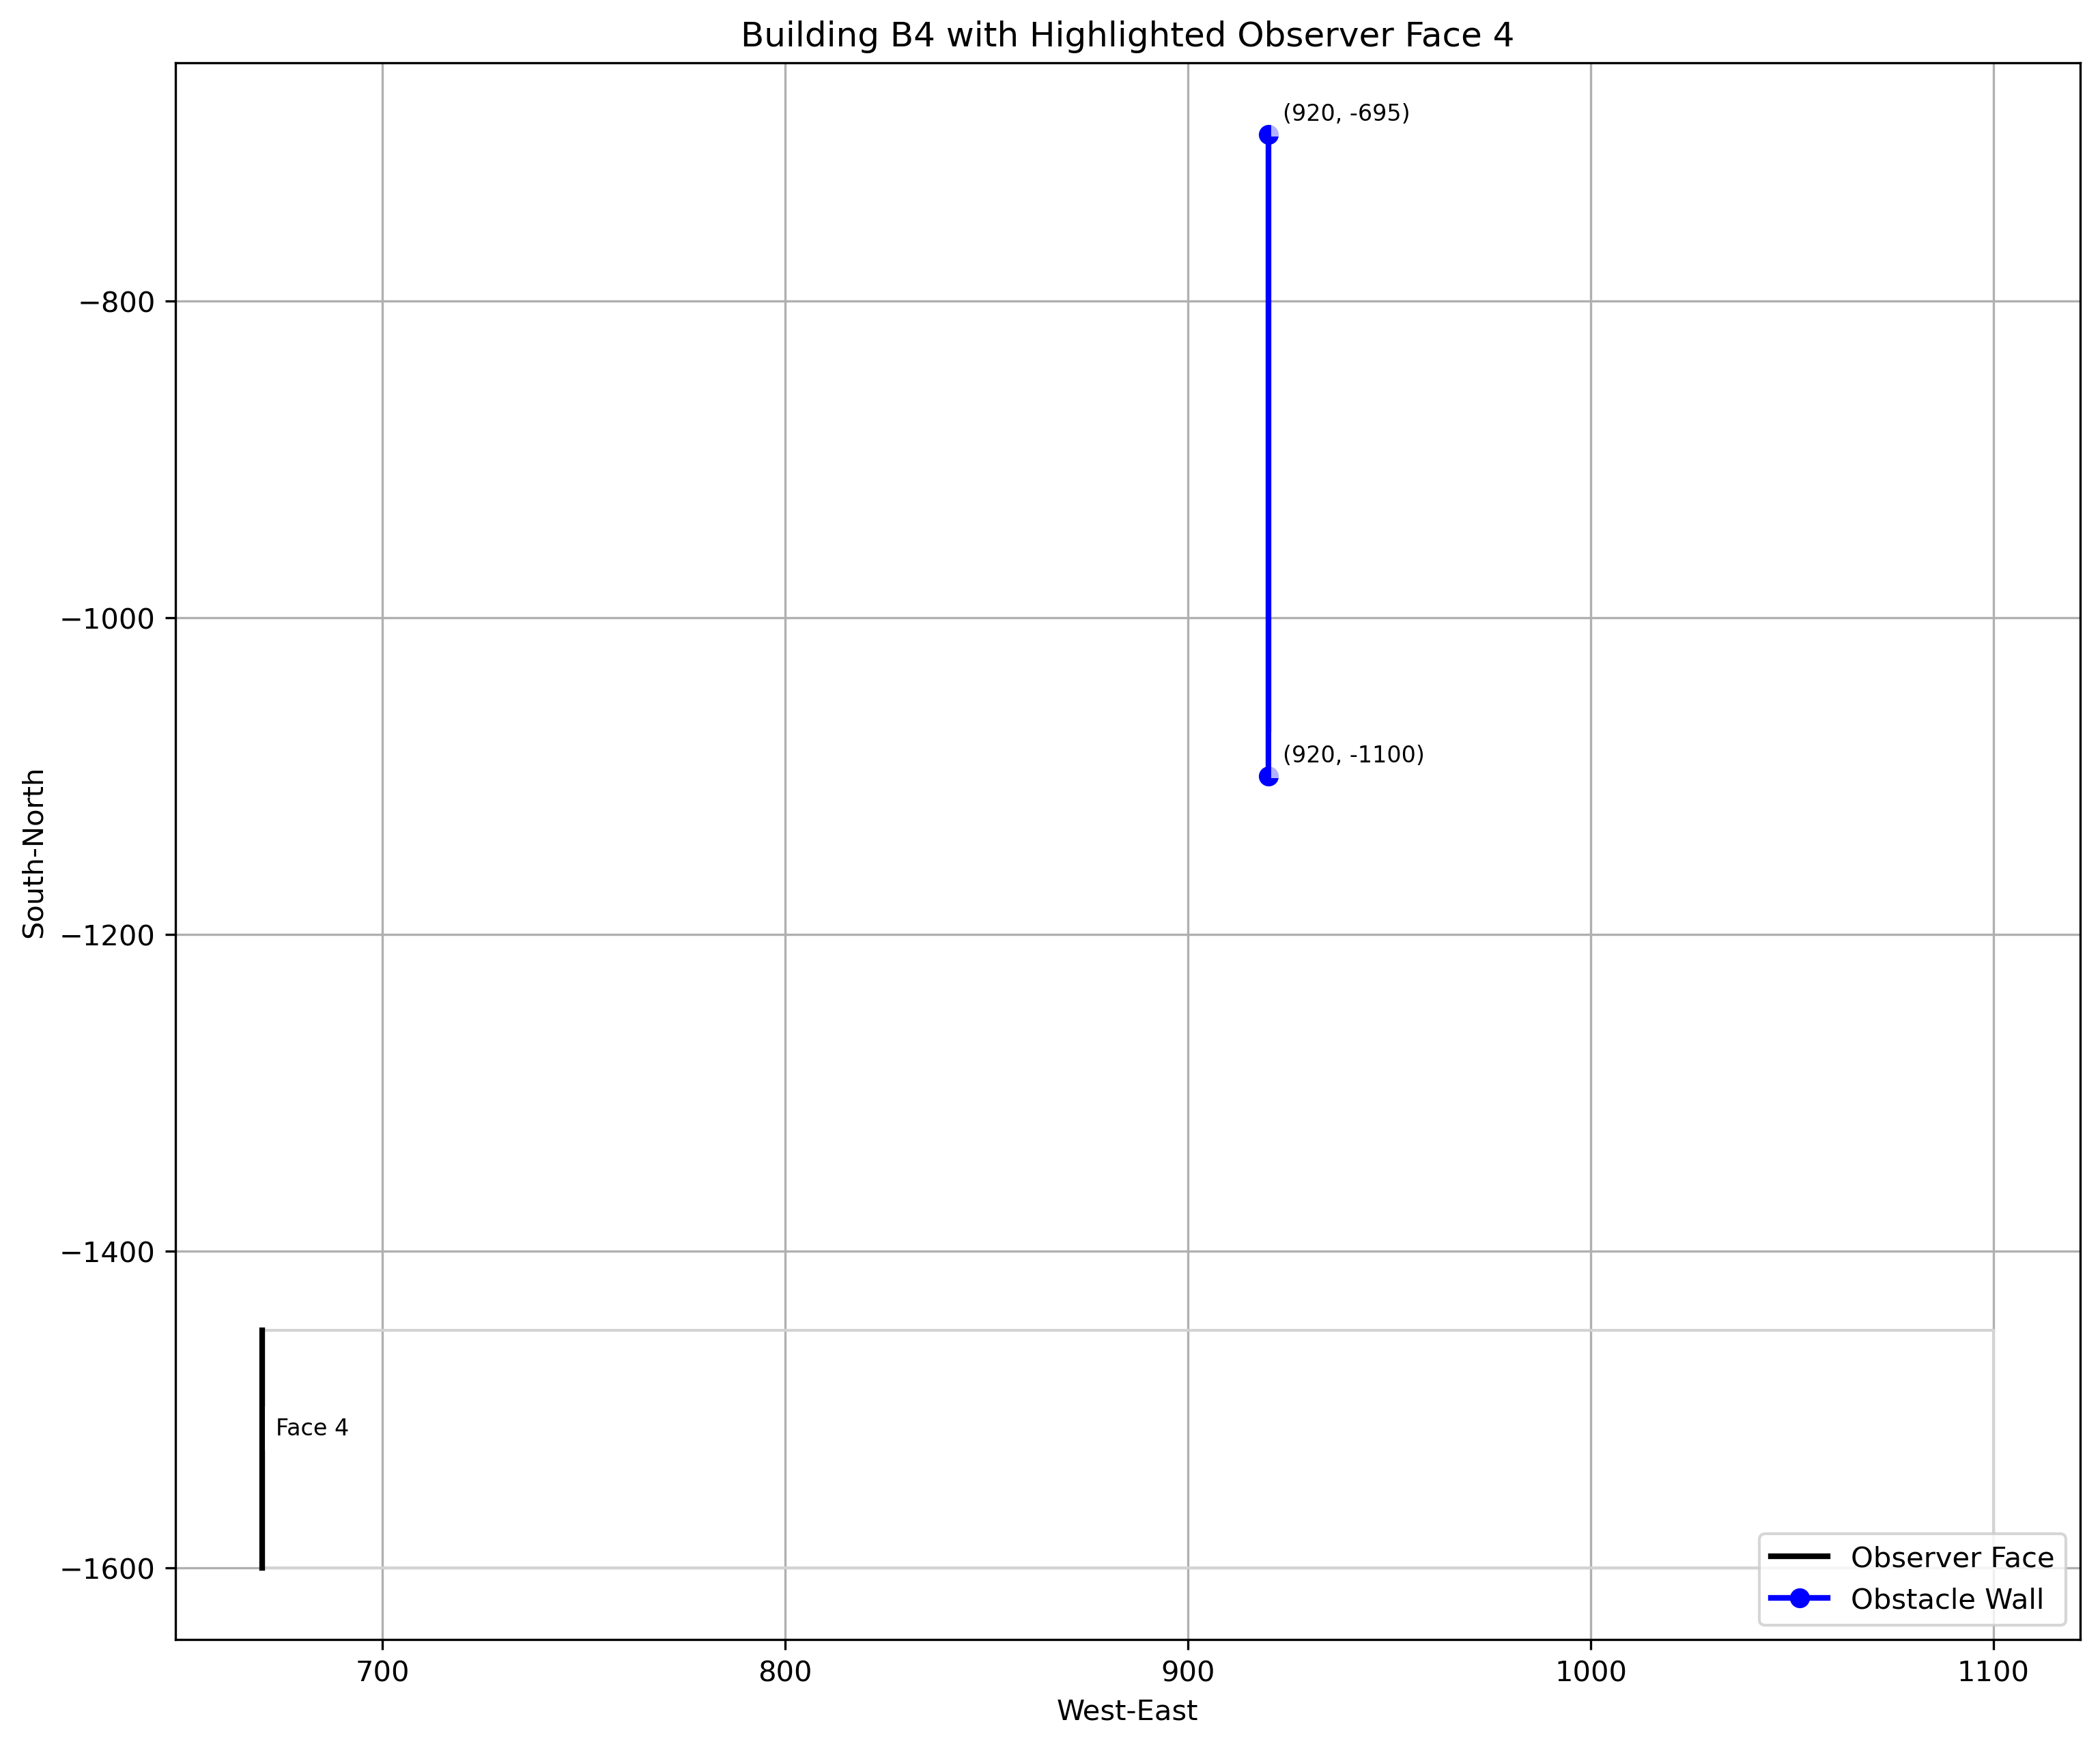 Building B4 with Highlighted Observer Face 4
(920, -695)
−800
−1000
(920, -1100)
South-North
−1200
−1400
Face 4
−1600
Observer Face
Obstacle Wall
700
800
900
1000
1100
West-East